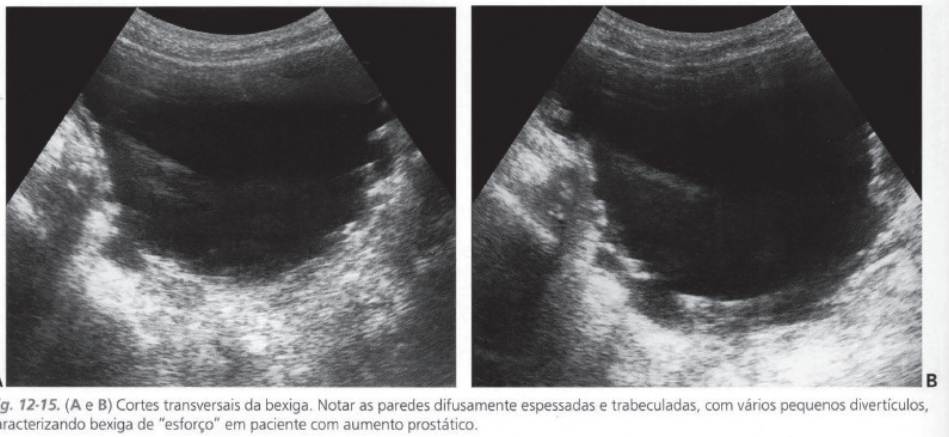 B
g. 12-15. (A e B) Cortes transversais da bexiga. Notar as paredes difusamente espessadas e trabeculadas, com vários pequenos divertículos,
aracterizando bexiga de "esforço" em paciente com aumento prostático.